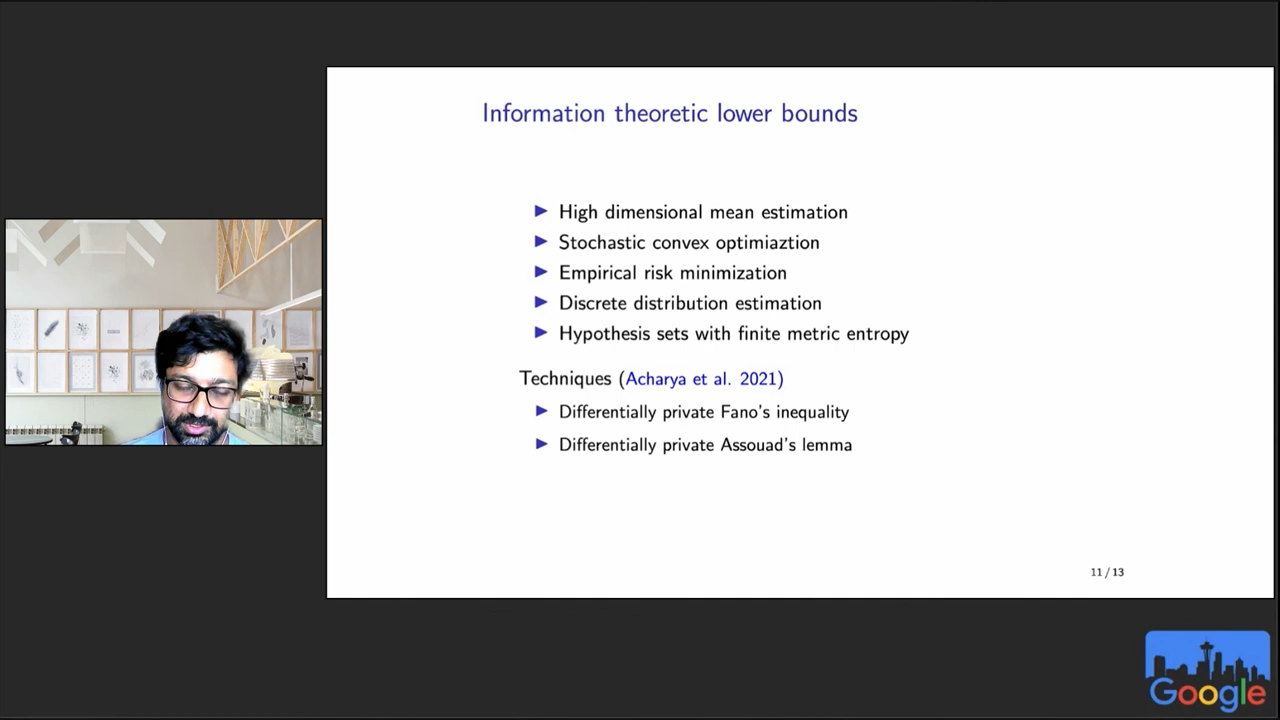 Information theoretic lower bounds
▶ High dimensional mean estimation
▶ Stochastic convex optimiaztion
▶ Empirical risk minimization
▶ Discrete distribution estimation
▶ Hypothesis sets with finite metric entropy
Techniques (Acharya et al. 2021)
▶ Differentially private Fano's inequality
▶ Differentially private Assouad's lemma
11 / 13
Google